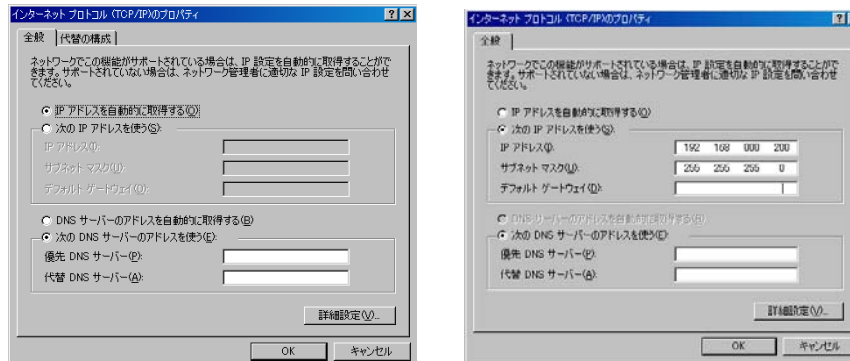 インターネット プロトコル (TCP/IP)のプロパティ
全般
代替の構成
ネットワークでこの機能がサポートされている場合は、IP 設定を自動的に取得することがで
きます。サポートされていない場合は、ネットワーク管理者に適切な IP 設定を問い合わせ
てください。
IP アドレスを自動的に取得する(O)
次の IP アドレスを使う(S):
IP アドレス(I):
サブネット マスク(U):
デフォルト ゲートウェイ(D):
DNS サーバーのアドレスを自動的に取得する(B)
次の DNS サーバーのアドレスを使う(E):
優先 DNS サーバー(P):
代替 DNS サーバー(A):
詳細設定(V)...
OK
キャンセル
インターネット プロトコル (TCP/IP)のプロパティ
全般
ネットワークでこの機能がサポートされている場合は、IP 設定を自動的に取得することがで
きます。サポートされていない場合は、ネットワーク管理者に適切な IP 設定を問い合わせ
てください。
IP アドレスを自動的に取得する(O)
次の IP アドレスを使う(S):
IP アドレス(I):
192 168 000 200
サブネット マスク(U):
255 255 255 0
デフォルト ゲートウェイ(D):
DNS サーバーのアドレスを自動的に取得する(B)
次の DNS サーバーのアドレスを使う(E):
優先 DNS サーバー(P):
代替 DNS サーバー(A):
詳細設定(V)...
OK
キャンセル